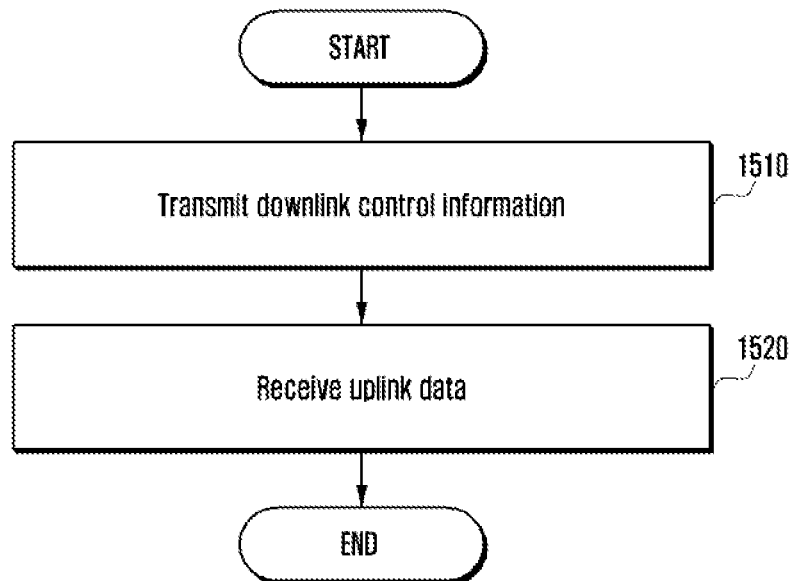 START
Transmit downlink control information
1510
Receive uplink data
1520
END